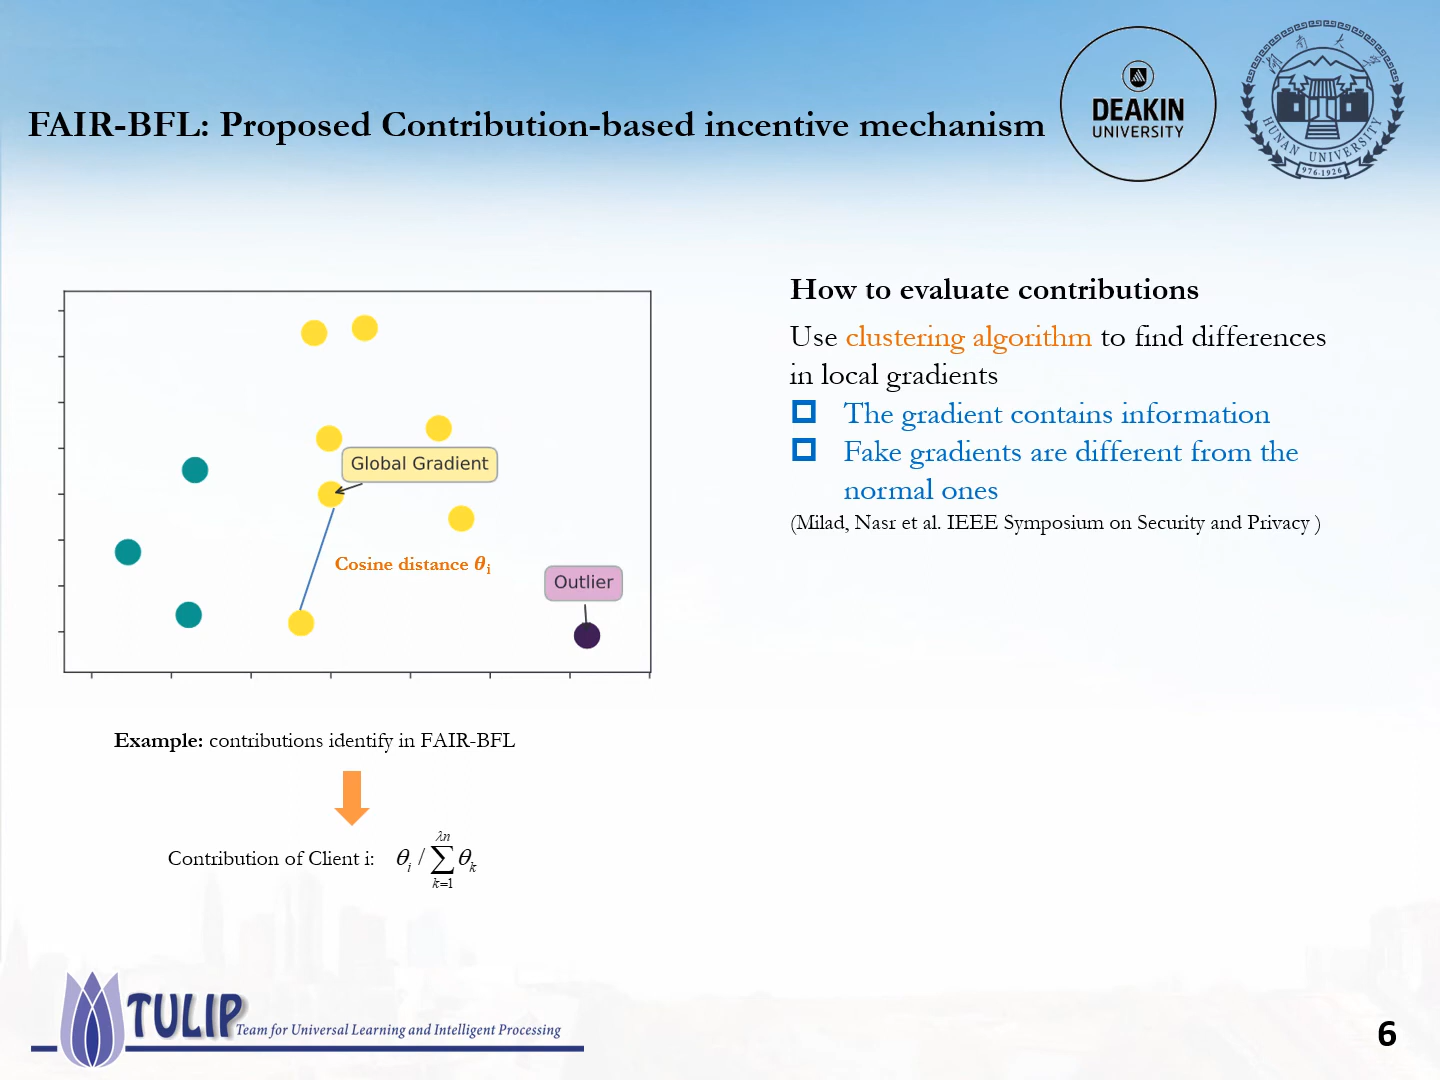 FAIR-BFL: Proposed Contribution-based incentive mechanism
DEAKIN
UNIVERSITY
HUNAN UNIVERSITY
976-1926
Global Gradient
Cosine distance θi
Outlier
Example: contributions identify in FAIR-BFL
Contribution of Client i: θi / ∑k=1λn θk
How to evaluate contributions
Use clustering algorithm to find differences
in local gradients
The gradient contains information
Fake gradients are different from the
normal ones
(Milad, Nasr et al. IEEE Symposium on Security and Privacy )
TULIP
Team for Universal Learning and Intelligent Processing
6